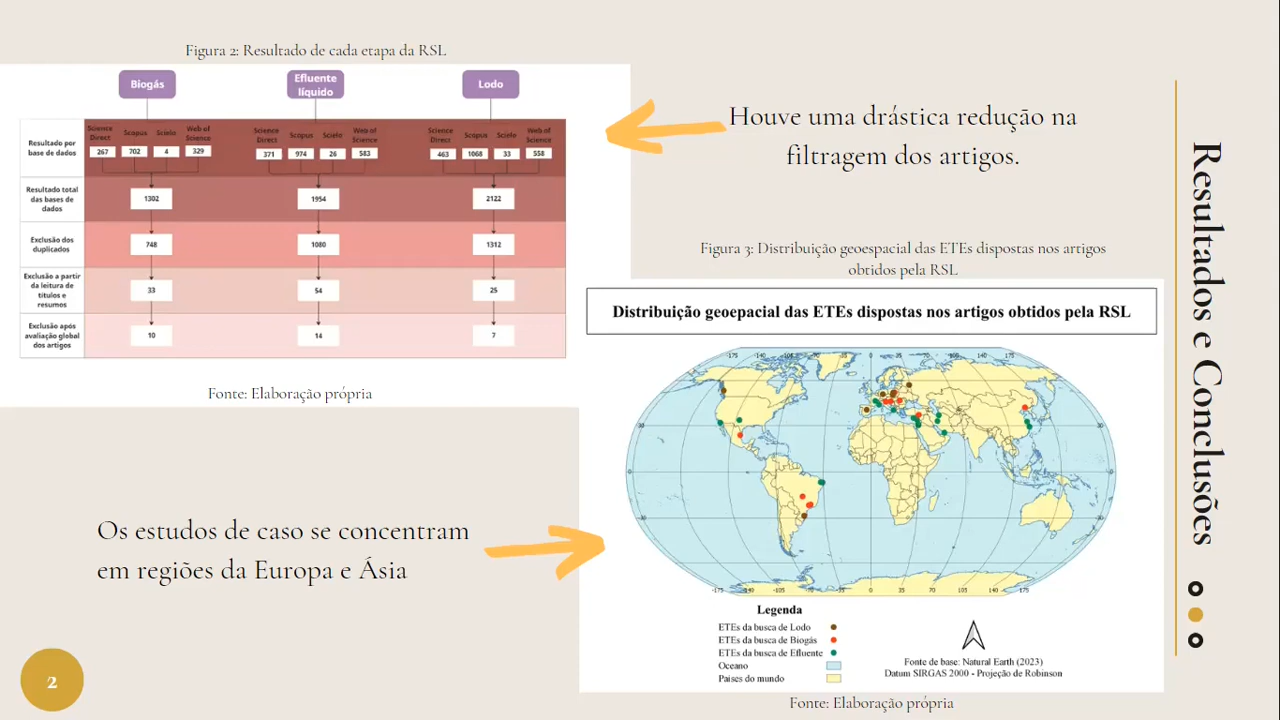 Figura 2: Resultado de cada etapa da RSL
Biogás
Efluente
líquido
Lodo
Resultado por
base de dados
Science
Direct
Scopus
Scielo
Web of
Science
267
702
4
329
Science
Direct
Scopus
Scielo
Web of
Science
371
974
26
583
Science
Direct
Scopus
Scielo
Web of
Science
463
1068
33
558
Resultado total
das bases de
dados
1302
1954
2122
Exclusão dos
duplicados
748
1080
1312
Exclusão a partir
da leitura de
títulos e
resumos
33
54
25
Exclusão após
avaliação global
dos artigos
10
14
7
Fonte: Elaboração própria
Houve uma drástica redução na
filtragem dos artigos.
Figura 3: Distribuição geoespacial das ETEs dispostas nos artigos
obtidos pela RSL
Distribuição geoepacial das ETEs dispostas nos artigos obtidos pela RSL
Os estudos de caso se concentram
em regiões da Europa e Ásia
Legenda
ETEs da busca de Lodo
ETEs da busca de Biogás
ETEs da busca de Efluente
Oceano
Paises do mundo
Fonte de base: Natural Earth (2023)
Datum SIRGAS 2000 - Projeção de Robinson
Fonte: Elaboração própria
Resultados e Conclusões
2